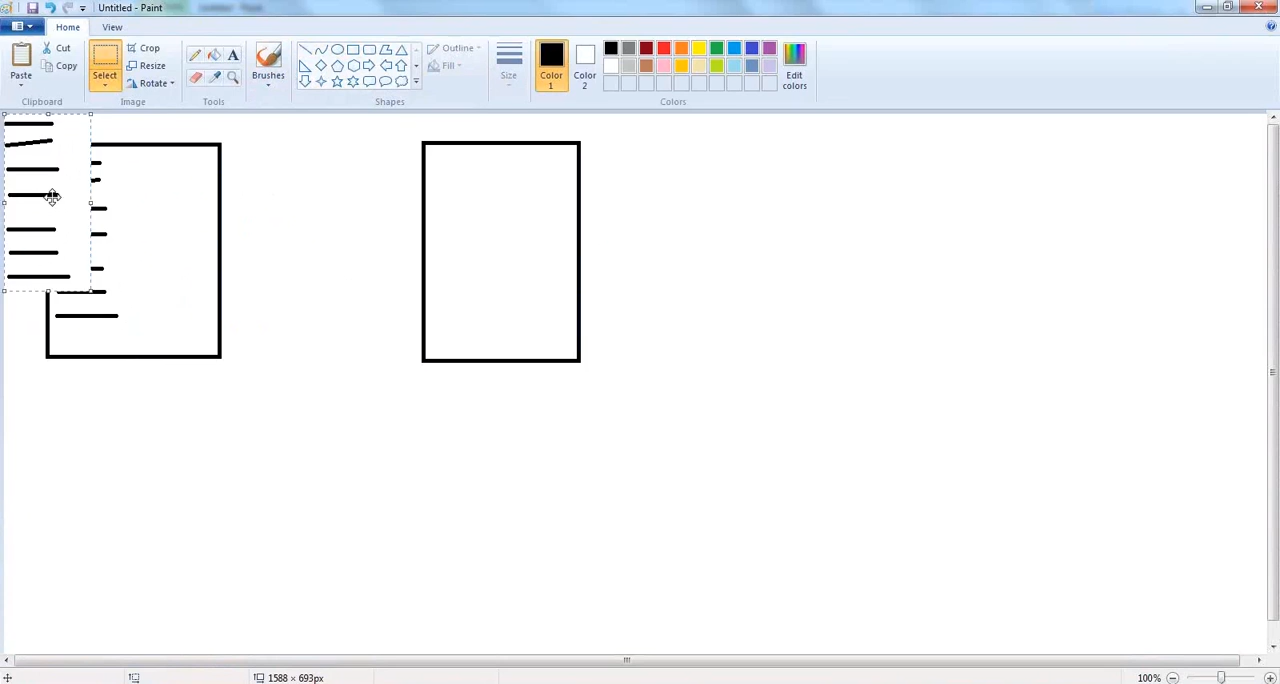 Untitled - Paint
Home
View
Paste
Cut
Copy
Clipboard
Select
Crop
Resize
Rotate
Image
Tools
Brushes
Outline
Fill
Shapes
Size
Color 1
Color 2
Edit colors
Colors
1588 × 693px
100%